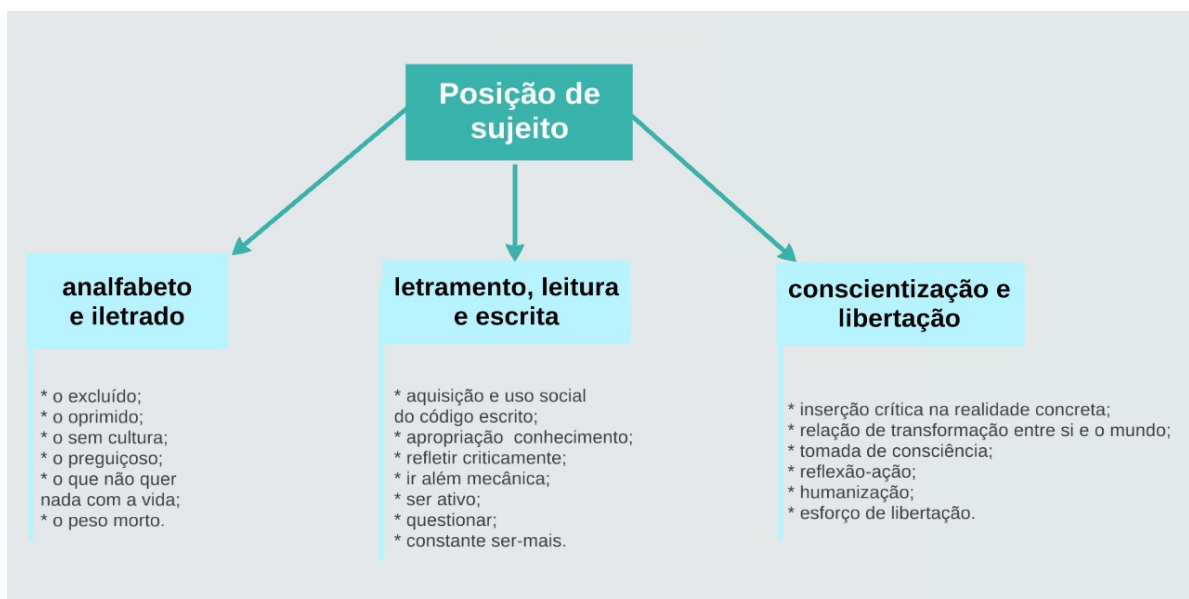 Posição de
sujeito
analfabeto
e iletrado
* o excluído;
* o oprimido;
* o sem cultura;
* o preguiçoso;
* o que não quer
nada com a vida;
* o peso morto.
letramento, leitura
e escrita
* aquisição e uso social
do código escrito;
* apropriação conhecimento;
* refletir criticamente;
* ir além mecânica;
* ser ativo;
* questionar;
* constante ser-mais.
conscientização e
libertação
* inserção crítica na realidade concreta;
* relação de transformação entre si e o mundo;
* tomada de consciência;
* reflexão-ação;
* humanização;
* esforço de libertação.